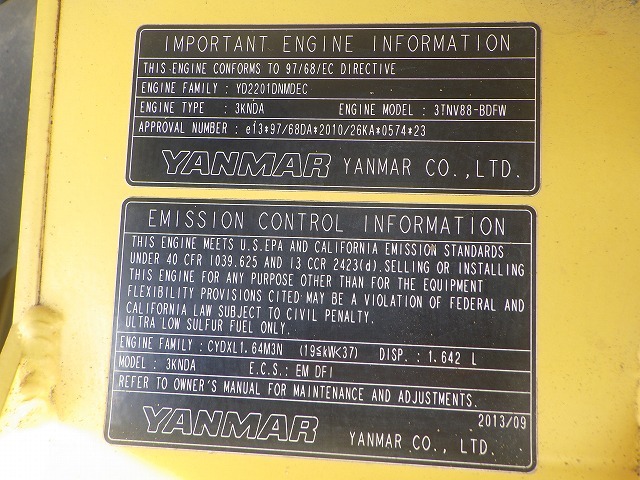 IMPORTANT ENGINE INFORMATION
THIS ENGINE CONFORMS TO 97/68/EC DIRECTIVE
ENGINE FAMILY : YD2201DNMDEC
ENGINE TYPE : 3KNDA ENGINE MODEL : 3TNV88-BDFW
APPROVAL NUMBER : e13*97/68DA*2010/26KA*0574*23
YANMAR YANMAR CO.,LTD.
EMISSION CONTROL INFORMATION
THIS ENGINE MEETS U.S.EPA AND CALIFORNIA EMISSION STANDARDS
UNDER 40 CFR 1039.625 AND 13 CCR 2423(d).SELLING OR INSTALLING
THIS ENGINE FOR ANY PURPOSE OTHER THAN FOR THE EQUIPMENT
FLEXIBILITY PROVISIONS CITED MAY BE A VIOLATION OF FEDERAL AND
CALIFORNIA LAW SUBJECT TO CIVIL PENALTY.
ULTRA LOW SULFUR FUEL ONLY.
ENGINE FAMILY : CYDXL1.64M3N (19≦kW<37) DISP. : 1.642 L
MODEL : 3KNDA E.C.S.: EM DFI
REFER TO OWNER'S MANUAL FOR MAINTENANCE AND ADJUSTMENTS.
2013/09
YANMAR YANMAR CO., LTD.